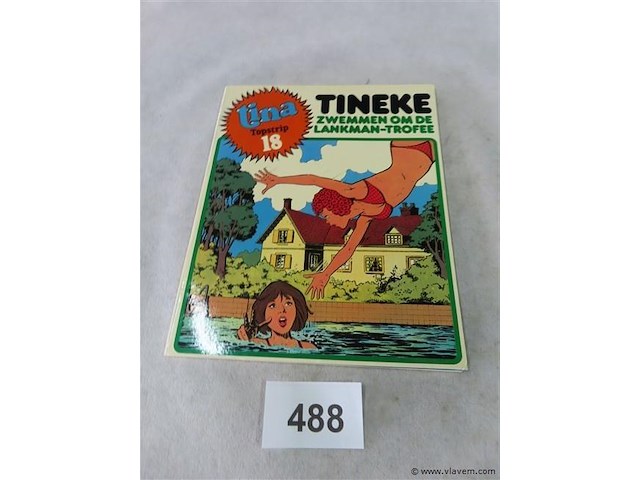 tina
Topstrip
18
TINEKE
ZWEMMEN OM DE
LANKMAN-TROFEE
488
© www.vlavem.com